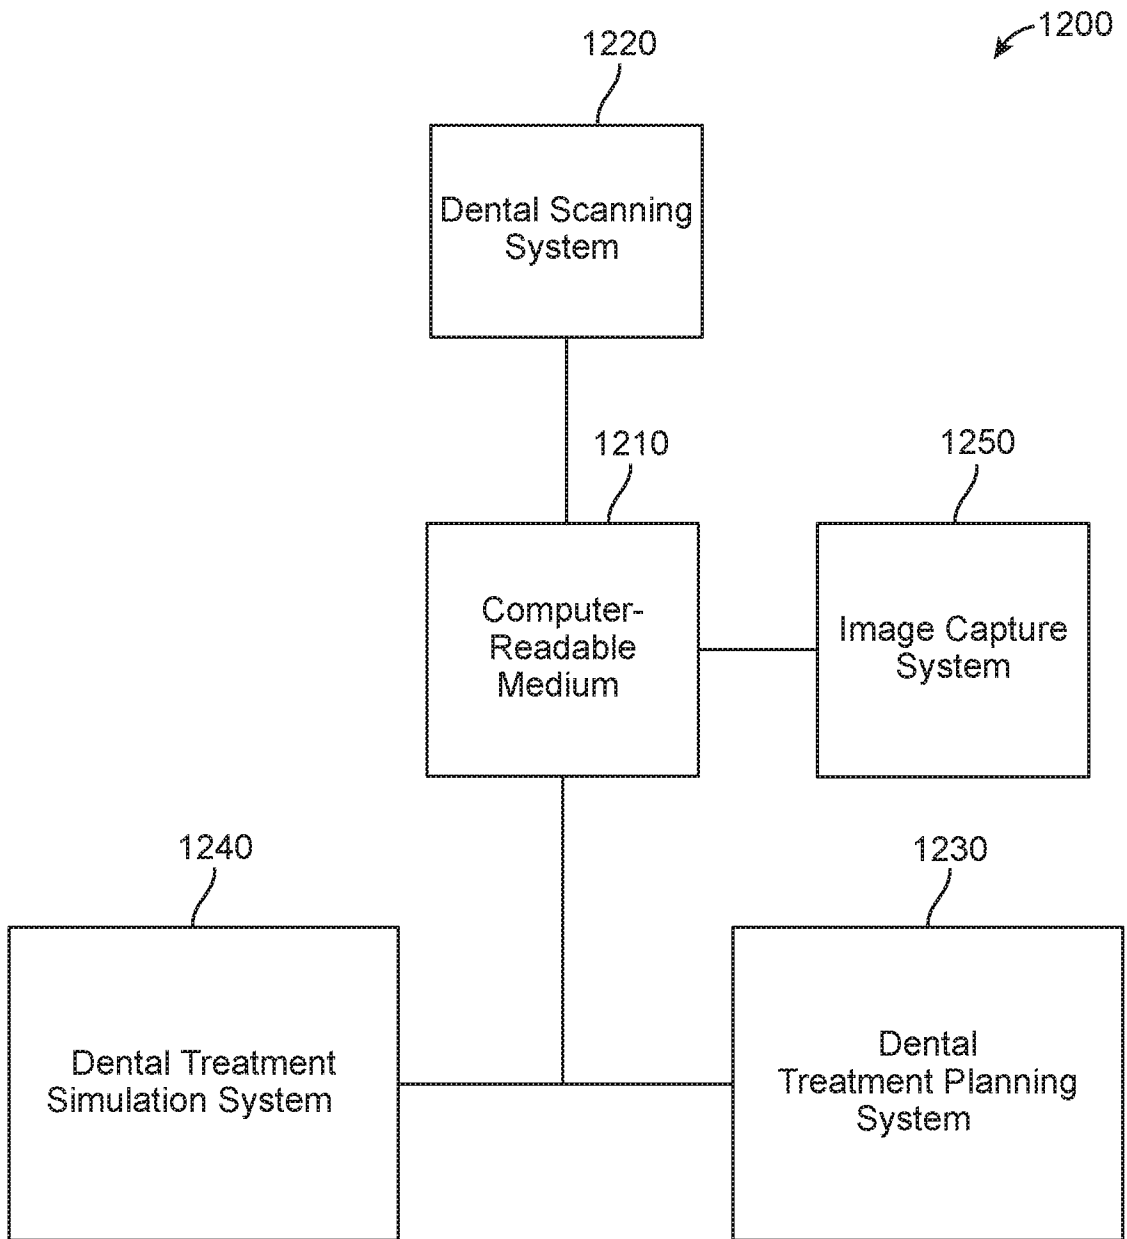 1200
1220
Dental Scanning
System
1210
1250
Computer-
Readable
Medium
Image Capture
System
1240
1230
Dental Treatment
Simulation System
Dental
Treatment Planning
System